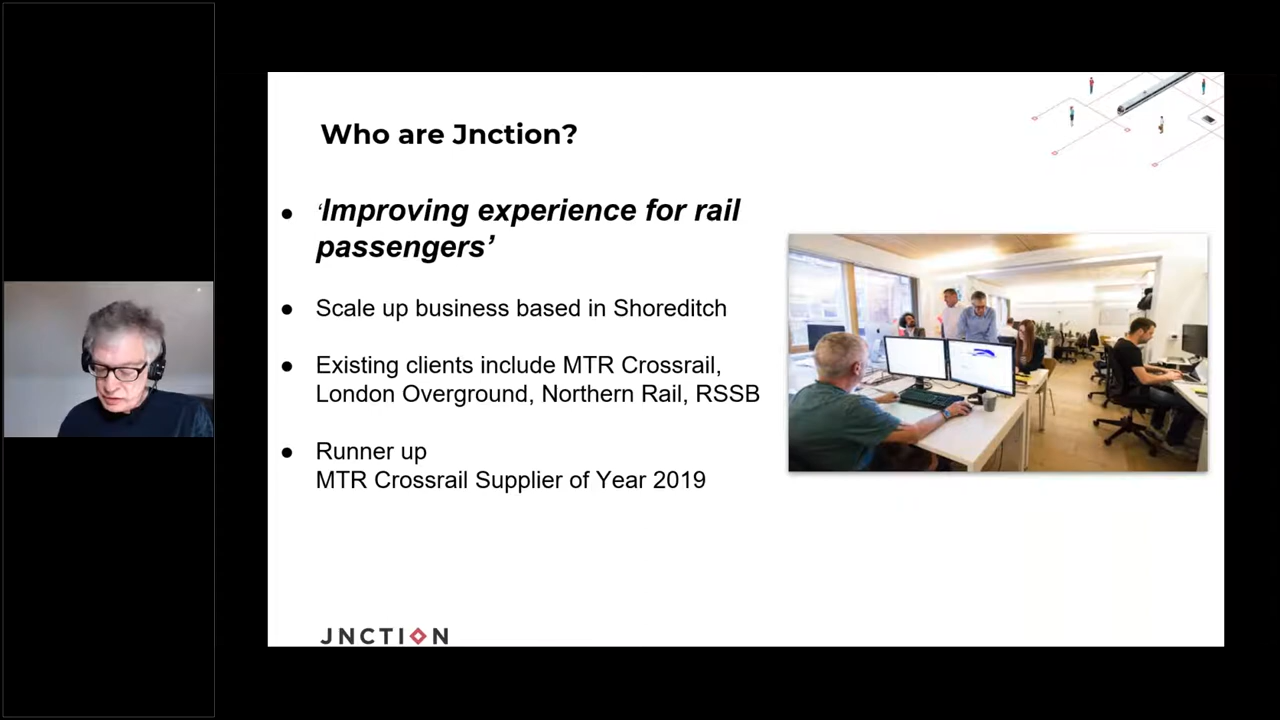 Who are Jnction?
● ‘Improving experience for rail
passengers’
● Scale up business based in Shoreditch
● Existing clients include MTR Crossrail,
London Overground, Northern Rail, RSSB
● Runner up
MTR Crossrail Supplier of Year 2019
JNCTION